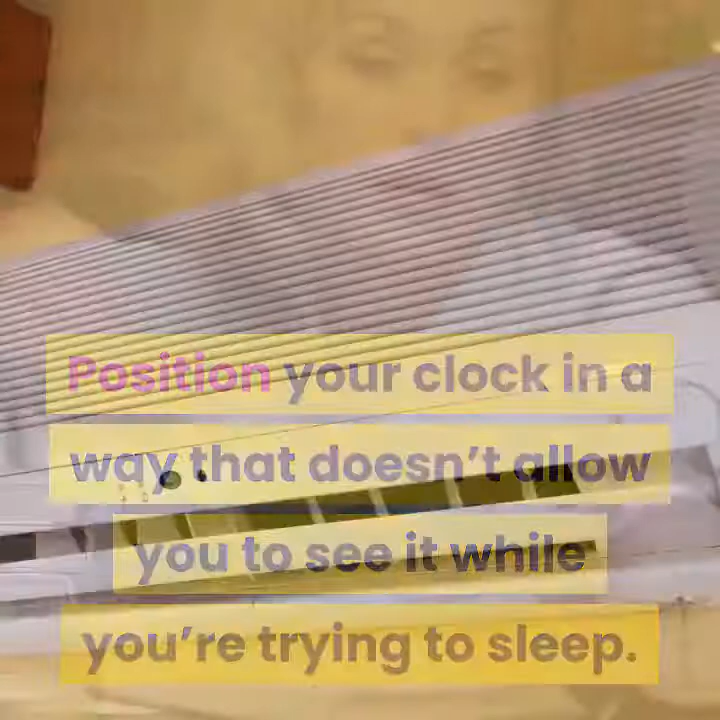 Position your clock in a
way that doesn't allow
you to see it while
you're trying to sleep.